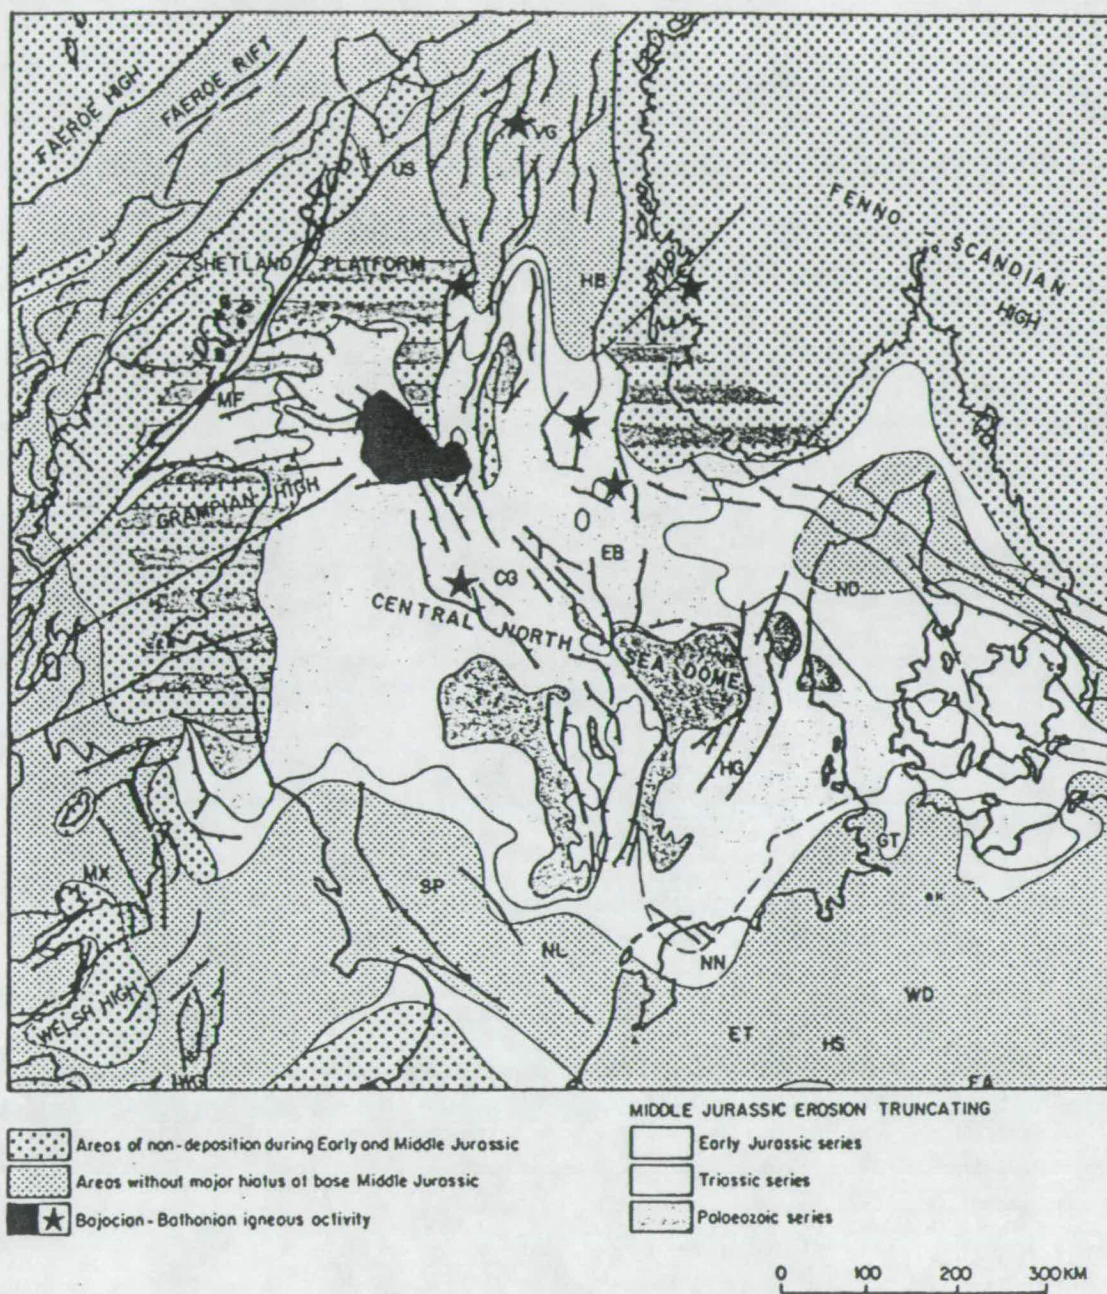 FAEROE HIGH
FAEROE RIFT
VG
US
FENNO-SCANDIAN HIGH
SHETLAND PLATFORM
HB
MF
GRAMPIAN HIGH
EB
CG
ND
CENTRAL NORTH SEA DOME
HG
GT
MX
SP
NL
NN
WELSH HIGH
WD
ET
HS
MIDDLE JURASSIC EROSION TRUNCATING
Areas of non-deposition during Early and Middle Jurassic
Early Jurassic series
Areas without major hiatus at base Middle Jurassic
Triassic series
Bajocian-Bathonian igneous activity
Paloeozoic series
0 100 200 300KM